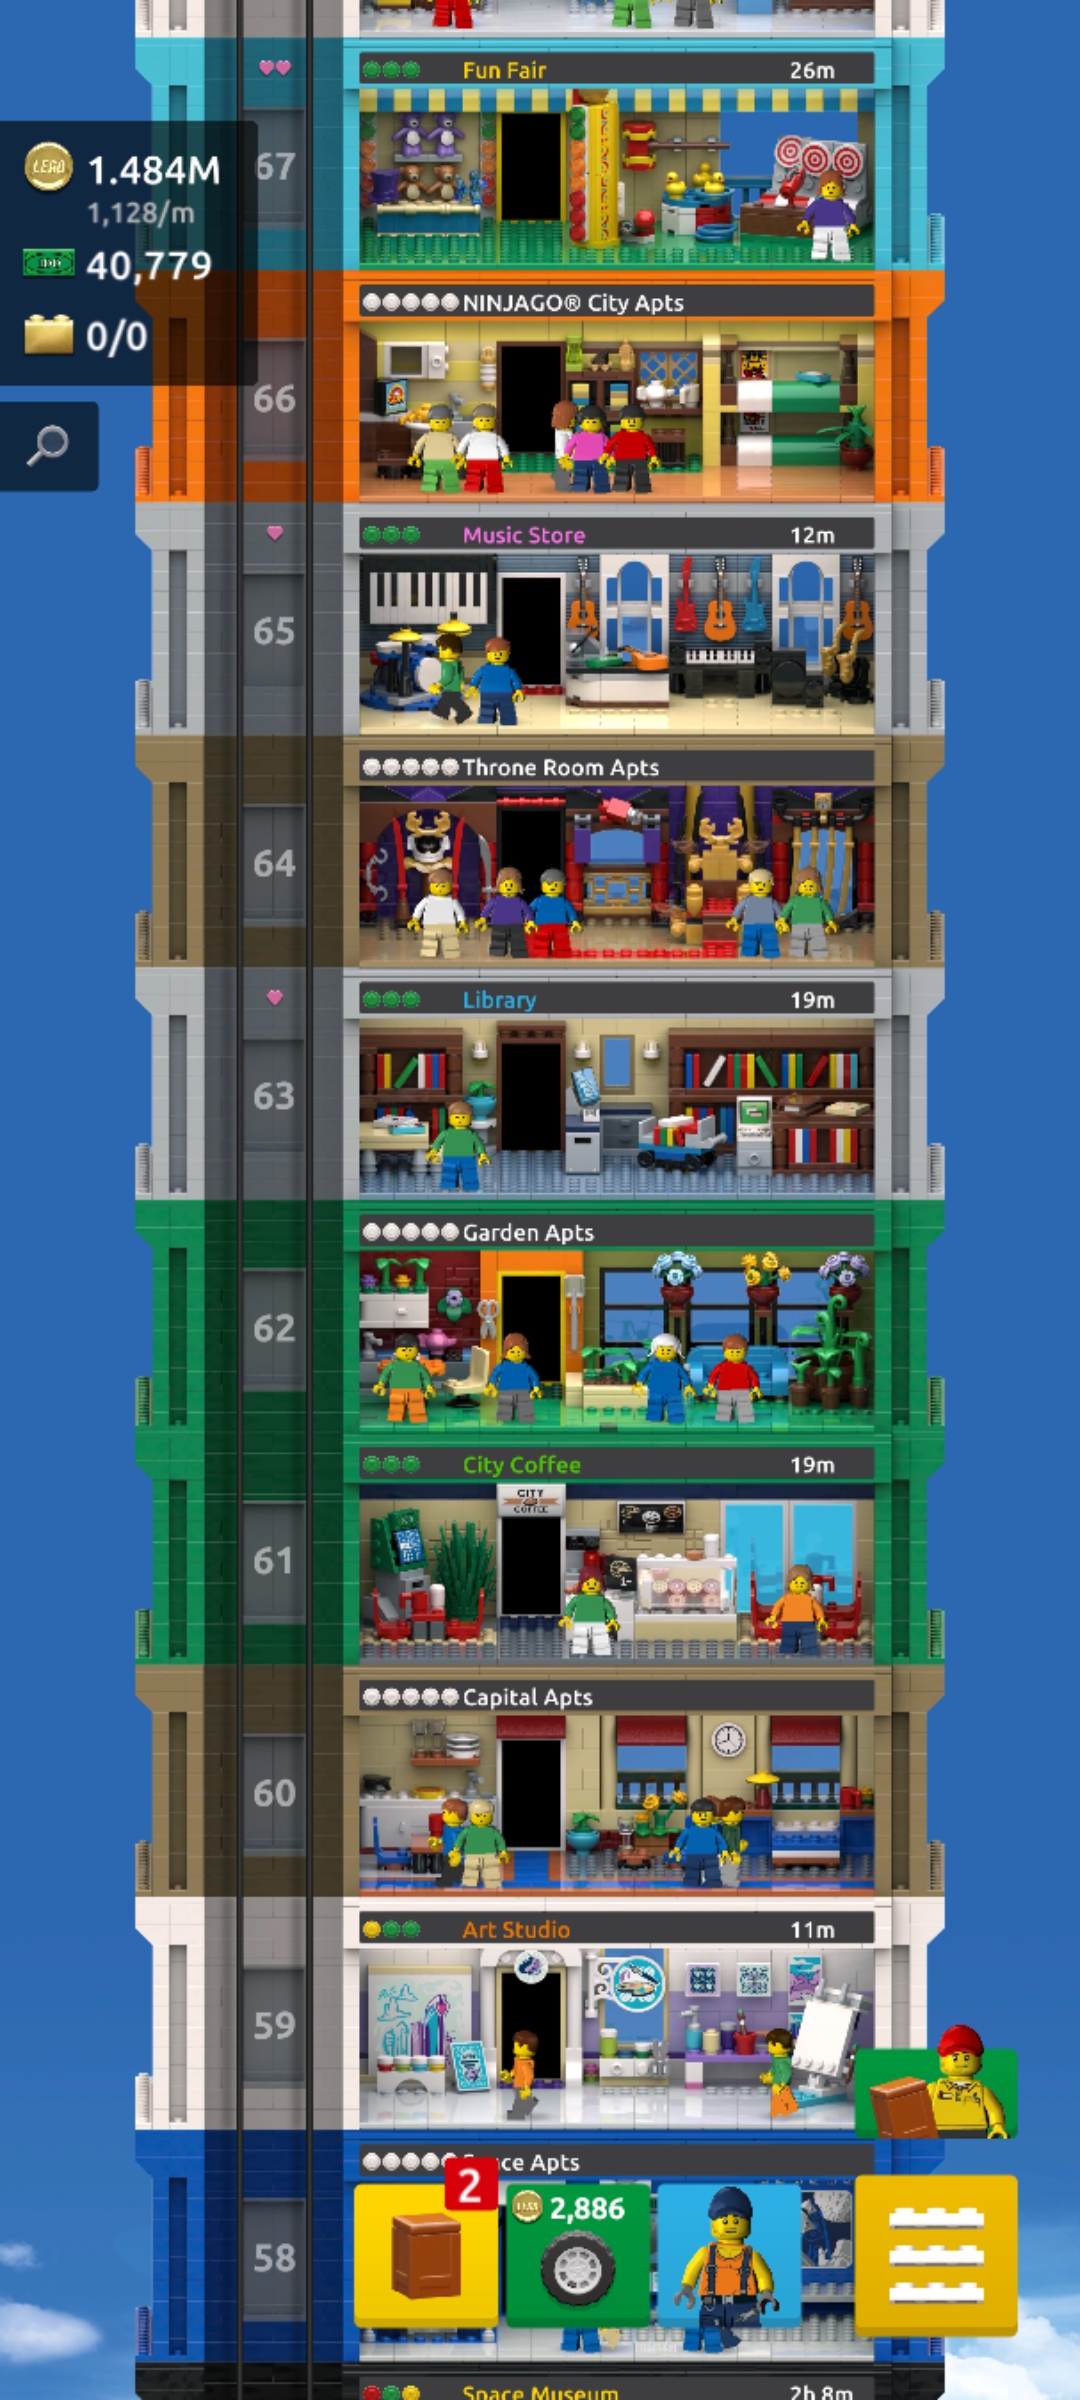 Fun Fair 26m
67
LEGO 1.484M
1,128/m
40,779
0/0
NINJAGO® City Apts
66
Music Store 12m
65
Throne Room Apts
64
Library 19m
63
Garden Apts
62
City Coffee 19m
CITY
COFFEE
61
Capital Apts
60
Art Studio 11m
59
ce Apts
2
2,886
58
Space Museum 2h 8m